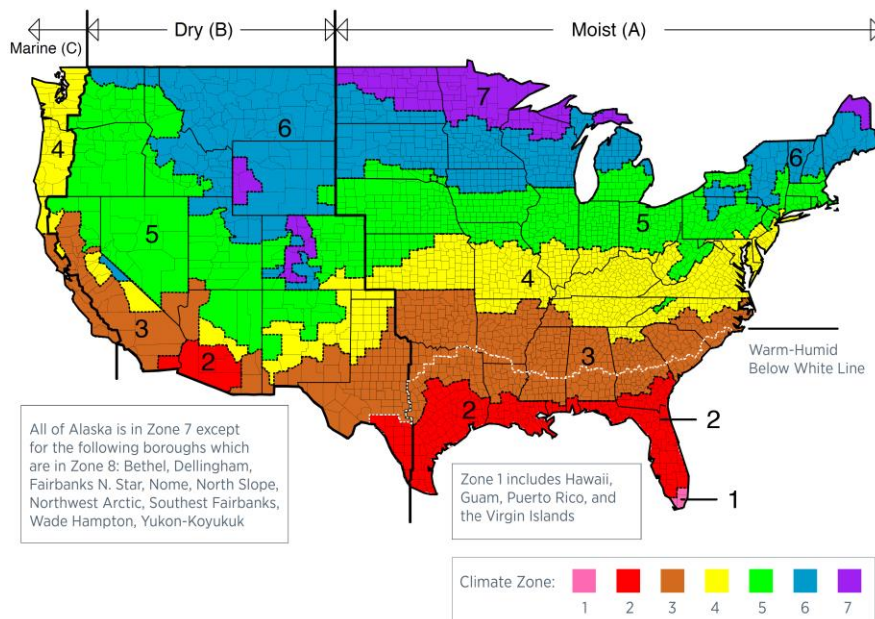 Marine (C)
Dry (B)
Moist (A)
7
6
4
6
5
5
4
3
3
2
2
Warm-Humid
Below White Line
2
1
All of Alaska is in Zone 7 except
for the following boroughs which
are in Zone 8: Bethel, Dellingham,
Fairbanks N. Star, Nome, North Slope,
Northwest Arctic, Southest Fairbanks,
Wade Hampton, Yukon-Koyukuk
Zone 1 includes Hawaii,
Guam, Puerto Rico, and
the Virgin Islands
Climate Zone:
1 2 3 4 5 6 7